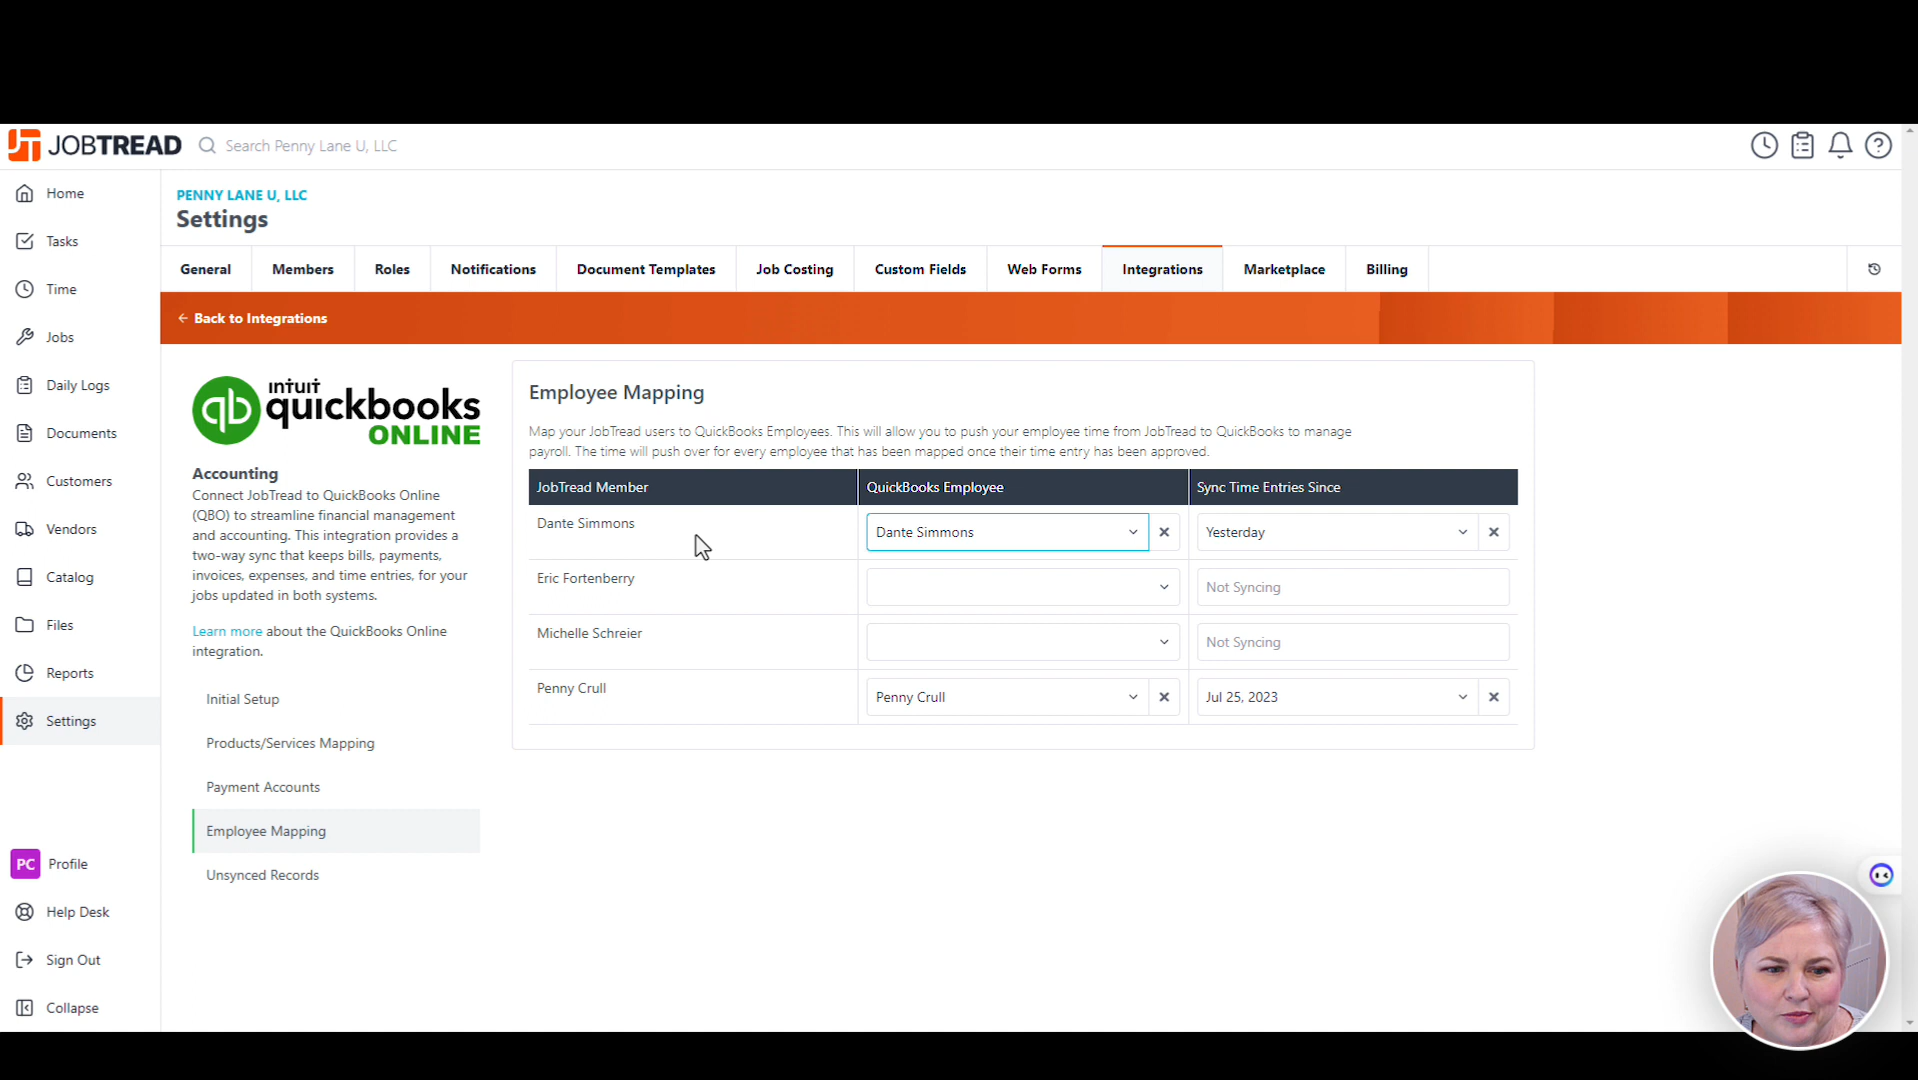 JOBTREAD
Search Penny Lane U, LLC
Home
Tasks
Time
Jobs
Daily Logs
Documents
Customers
Vendors
Catalog
Files
Reports
Settings
PC Profile
Help Desk
Sign Out
Collapse
PENNY LANE U, LLC
Settings
General Members Roles Notifications Document Templates Job Costing Custom Fields Web Forms Integrations Marketplace Billing
← Back to Integrations
intuit
qb quickbooks
ONLINE
Accounting
Connect JobTread to QuickBooks Online
(QBO) to streamline financial management
and accounting. This integration provides a
two-way sync that keeps bills, payments,
invoices, expenses, and time entries, for your
jobs updated in both systems.
Learn more about the QuickBooks Online
integration.
Initial Setup
Products/Services Mapping
Payment Accounts
Employee Mapping
Unsynced Records
Employee Mapping
Map your JobTread users to QuickBooks Employees. This will allow you to push your employee time from JobTread to QuickBooks to manage
payroll. The time will push over for every employee that has been mapped once their time entry has been approved.
JobTread Member QuickBooks Employee Sync Time Entries Since
Dante Simmons Dante Simmons Yesterday
Eric Fortenberry Not Syncing
Michelle Schreier Not Syncing
Penny Crull Penny Crull Jul 25, 2023